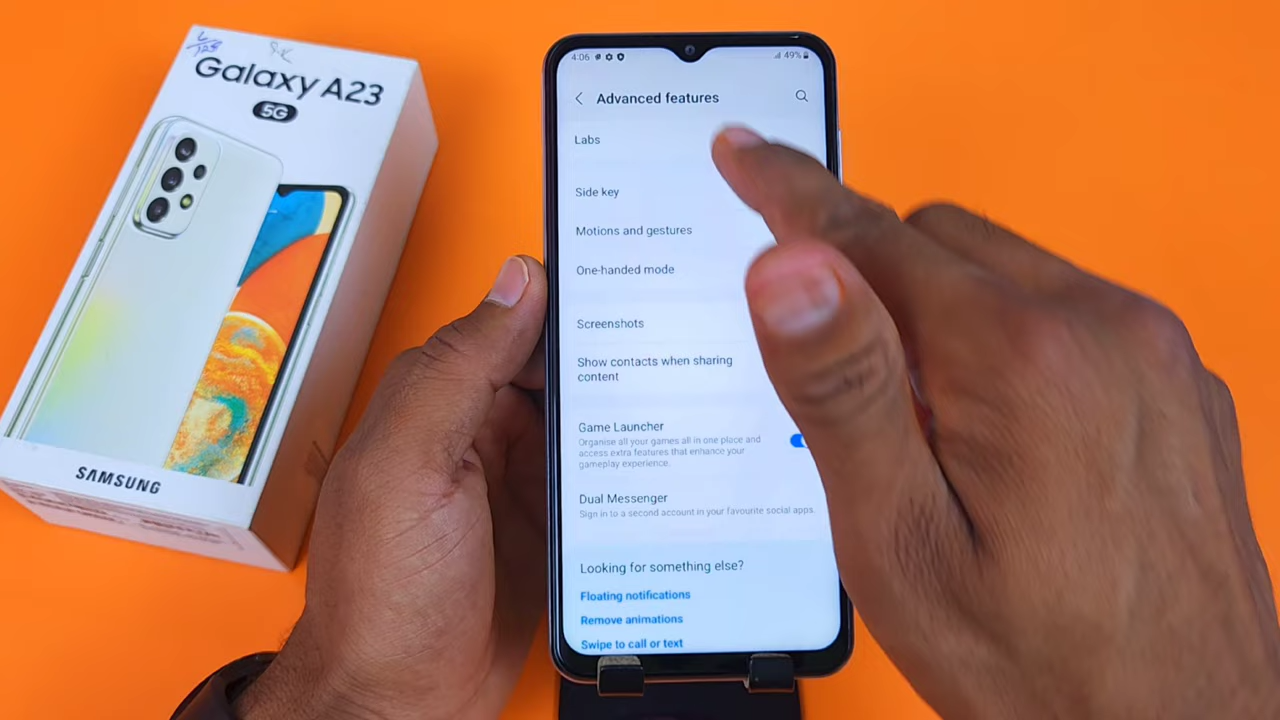 Galaxy A23
5G
SAMSUNG
4:06
49%
Advanced features
Labs
Side key
Motions and gestures
One-handed mode
Screenshots
Show contacts when sharing
content
Game Launcher
Organise all your games all in one place and
access extra features that enhance your
gameplay experience.
Dual Messenger
Sign in to a second account in your favourite social apps.
Looking for something else?
Floating notifications
Remove animations
Swipe to call or text